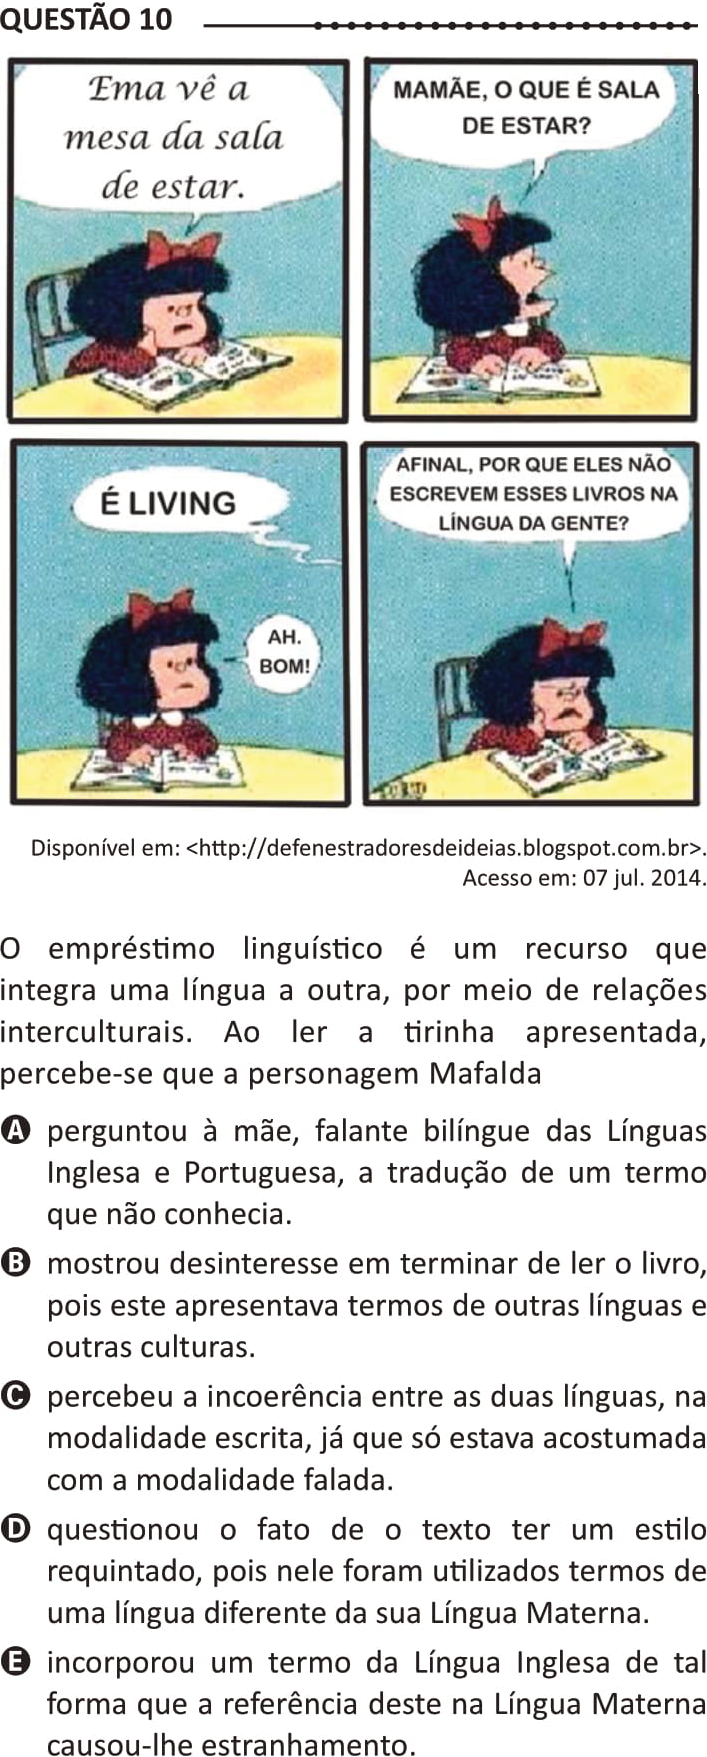 QUESTÃO 10
Ema vê a
mesa da sala
de estar.
MAMÃE, O QUE É SALA
DE ESTAR?
É LIVING
AH.
BOM!
AFINAL, POR QUE ELES NÃO
ESCREVEM ESSES LIVROS NA
LÍNGUA DA GENTE?
Disponível em: <http://defenestradoresdeideias.blogspot.com.br>.
Acesso em: 07 jul. 2014.
O empréstimo linguístico é um recurso que
integra uma língua a outra, por meio de relações
interculturais. Ao ler a tirinha apresentada,
percebe-se que a personagem Mafalda
A perguntou à mãe, falante bilíngue das Línguas
Inglesa e Portuguesa, a tradução de um termo
que não conhecia.
B mostrou desinteresse em terminar de ler o livro,
pois este apresentava termos de outras línguas e
outras culturas.
C percebeu a incoerência entre as duas línguas, na
modalidade escrita, já que só estava acostumada
com a modalidade falada.
D questionou o fato de o texto ter um estilo
requintado, pois nele foram utilizados termos de
uma língua diferente da sua Língua Materna.
E incorporou um termo da Língua Inglesa de tal
forma que a referência deste na Língua Materna
causou-lhe estranhamento.